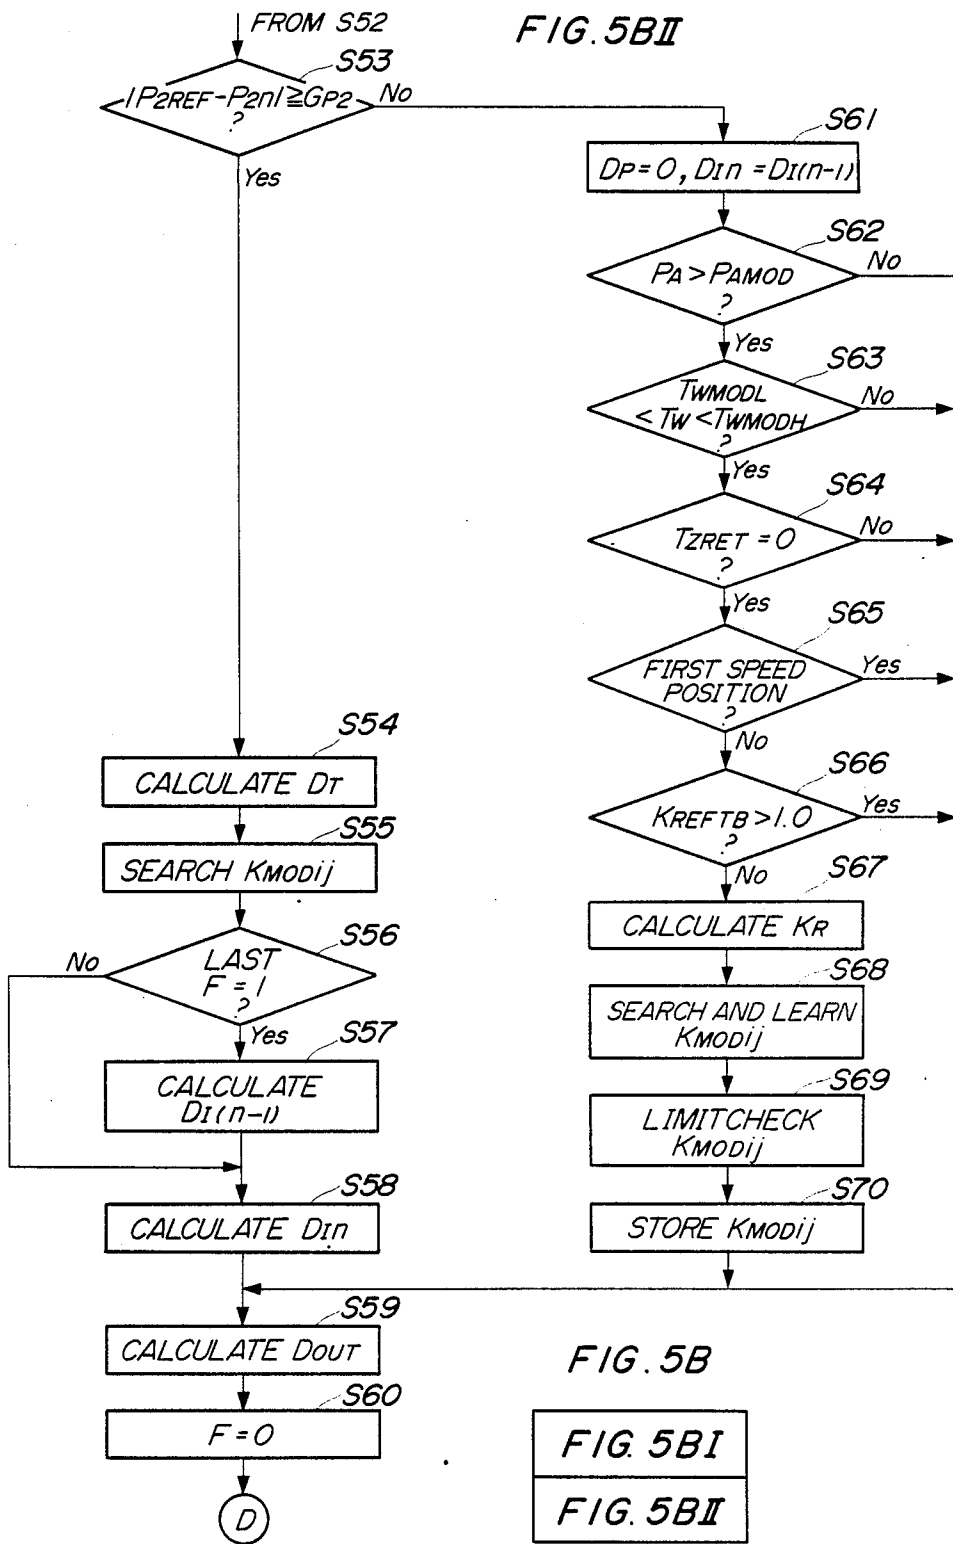 FROM S52
FIG. 5BII
S53
|P2REF-P2n|≧GP2
?
No
Yes
S61
DP=0, DIn=DI(n-1)
S62
PA>PAMOD
?
No
Yes
S63
TWMODL
<TW<TWMODH
?
No
Yes
S64
TZRET=0
?
No
Yes
S65
FIRST SPEED
POSITION
?
Yes
No
S54
CALCULATE DT
S66
KREFTB>1.0
?
Yes
No
S55
SEARCH KMODij
S67
CALCULATE KR
S56
LAST
F=1
?
No
Yes
S68
SEARCH AND LEARN
KMODij
S57
CALCULATE
DI(n-1)
S69
LIMITCHECK
KMODij
S58
CALCULATE DIn
S70
STORE KMODij
S59
CALCULATE DOUT
S60
F=0
D
FIG. 5B
FIG. 5BI
FIG. 5BII